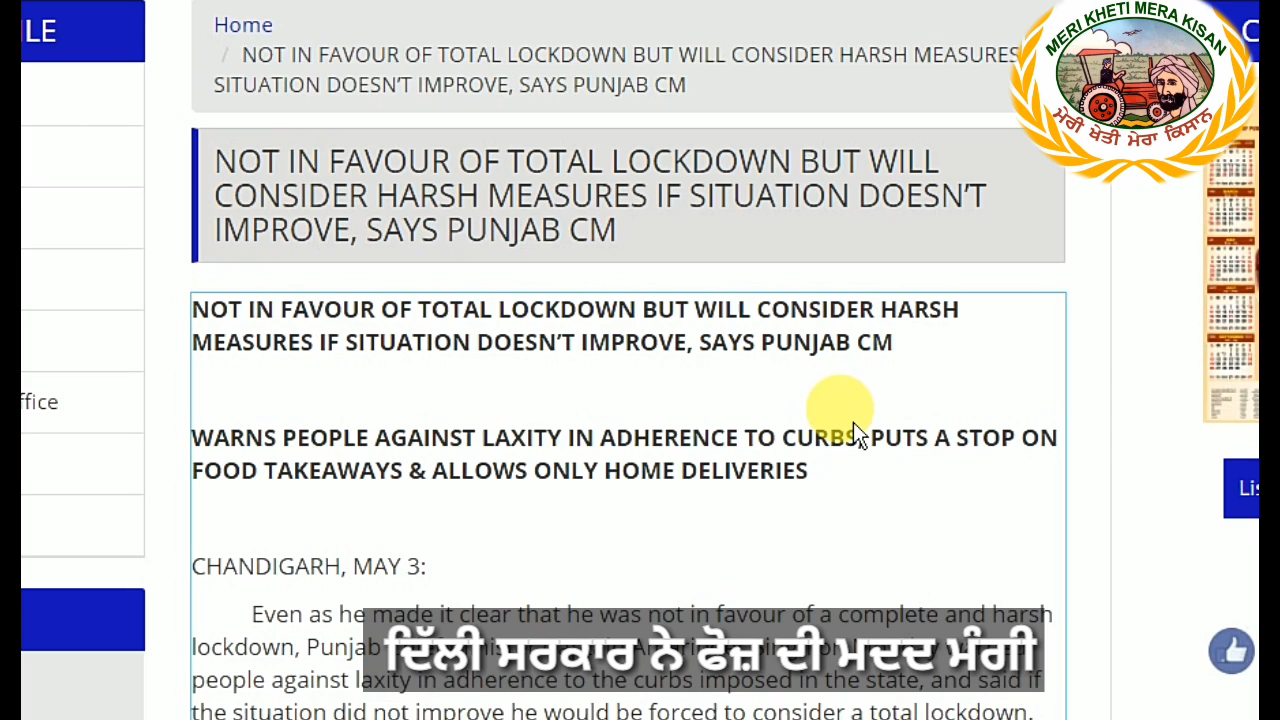 LE
Home
/ NOT IN FAVOUR OF TOTAL LOCKDOWN BUT WILL CONSIDER HARSH MEASURES
SITUATION DOESN'T IMPROVE, SAYS PUNJAB CM
MERI KHETI MERA KISAN
ਮੇਰੀ ਖੇਤੀ ਮੇਰਾ ਕਿਸਾਨ
NOT IN FAVOUR OF TOTAL LOCKDOWN BUT WILL
CONSIDER HARSH MEASURES IF SITUATION DOESN'T
IMPROVE, SAYS PUNJAB CM
NOT IN FAVOUR OF TOTAL LOCKDOWN BUT WILL CONSIDER HARSH
MEASURES IF SITUATION DOESN'T IMPROVE, SAYS PUNJAB CM
ffice
WARNS PEOPLE AGAINST LAXITY IN ADHERENCE TO CURBS, PUTS A STOP ON
FOOD TAKEAWAYS & ALLOWS ONLY HOME DELIVERIES
Lis
CHANDIGARH, MAY 3:
Even as he made it clear that he was not in favour of a complete and harsh
lockdown, Punjab
ਦਿੱਲੀ ਸਰਕਾਰ ਨੇ ਫੋਜ਼ ਦੀ ਮਦਦ ਮੰਗੀ
people against laxity in adherence to the curbs imposed in the state, and said if
the situation did not improve he would be forced to consider a total lockdown.